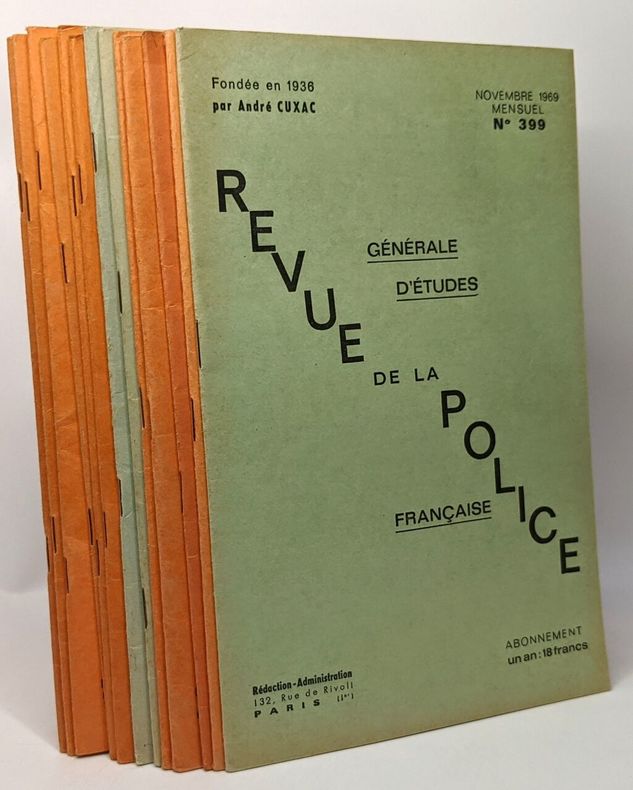 Fondée en 1936
par André CUXAC
NOVEMBRE 1969
MENSUEL
N° 399
REVUE
GÉNÉRALE
D'ÉTUDES
DE LA
POLICE
FRANÇAISE
ABONNEMENT
un an : 18 francs
Rédaction-Administration
132, Rue de Rivoli
PARIS (1er)